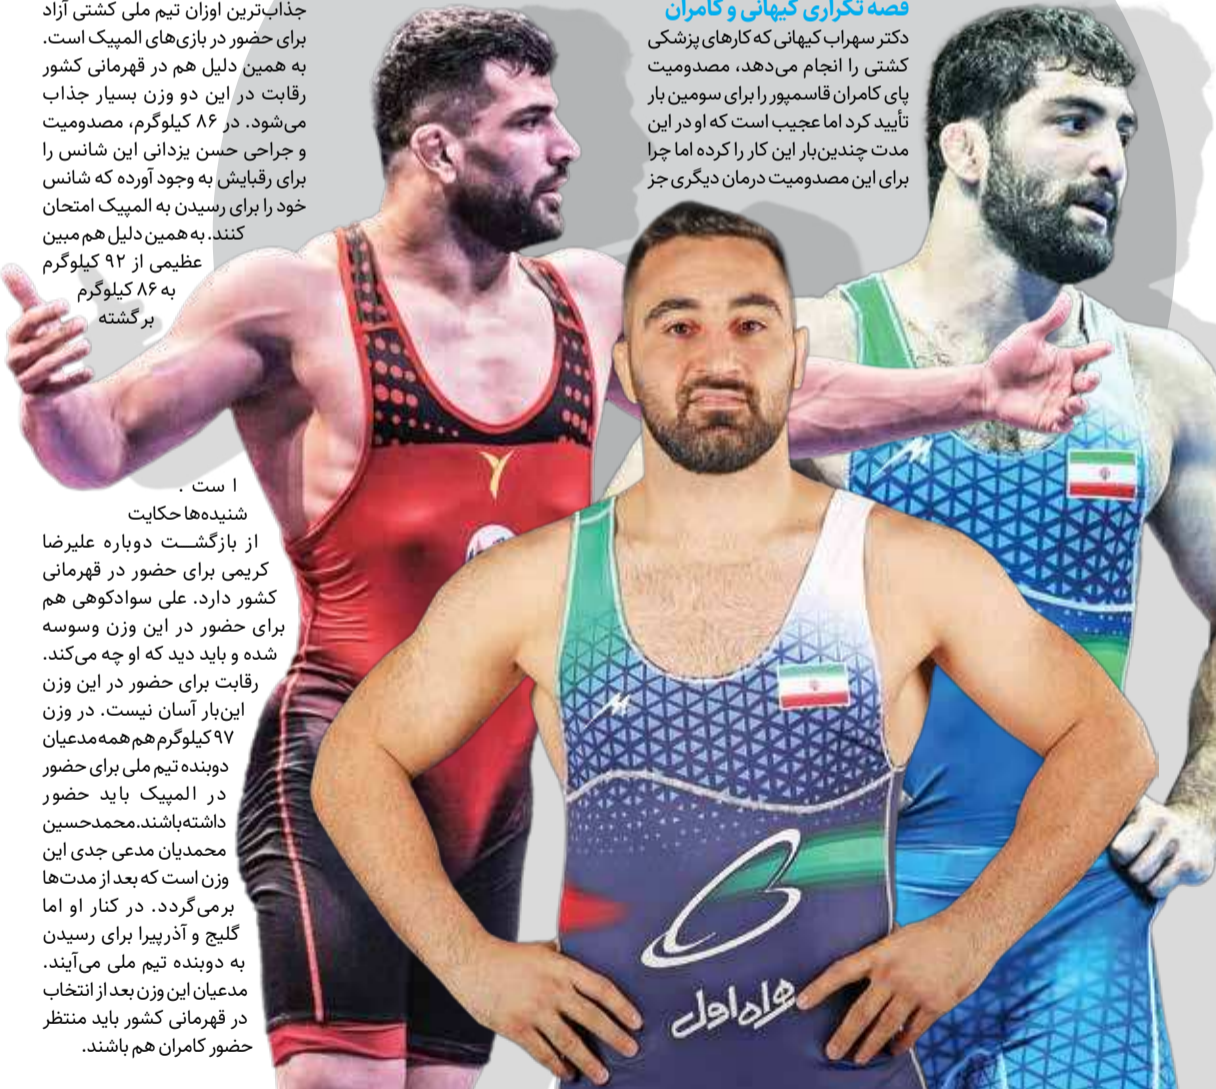 قصه تکراری کیهانی و کامران
دکتر سهراب کیهانی که کارهای پزشکی
کشتی را انجام می‌دهد، مصدومیت
پای کامران قاسمپور را برای سومین بار
تأیید کرد اما عجیب است که او در این
مدت چندین‌بار این کار را کرده اما چرا
برای این مصدومیت درمان دیگری جز
جذاب‌ترین اوزان تیم ملی کشتی آزاد
برای حضور در بازی‌های المپیک است.
به همین دلیل هم در قهرمانی کشور
رقابت در این دو وزن بسیار جذاب
می‌شود. در ۸۶ کیلوگرم، مصدومیت
و جراحی حسن یزدانی این شانس را
برای رقبایش به وجود آورده که شانس
خود را برای رسیدن به المپیک امتحان
کنند. به همین دلیل هم مبین
عظیمی از ۹۲ کیلوگرم
به ۸۶ کیلوگرم
برگشته
ا ست .
شنیده‌ها حکایت
از بازگشــت دوباره علیرضا
کریمی برای حضور در قهرمانی
کشور دارد. علی سوادکوهی هم
برای حضور در این وزن وسوسه
شده و باید دید که او چه می‌کند.
رقابت برای حضور در این وزن
این‌بار آسان نیست. در وزن
۹۷ کیلوگرم هم همه مدعیان
دوبنده تیم ملی برای حضور
در المپیک باید حضور
داشته‌باشند. محمدحسین
محمدیان مدعی جدی این
وزن است که بعد از مدت‌ها
برمی‌گردد. در کنار او اما
گلیج و آذرپیرا برای رسیدن
به دوبنده تیم ملی می‌آیند.
مدعیان این وزن بعد از انتخاب
در قهرمانی کشور باید منتظر
حضور کامران هم باشند.
همراه اول